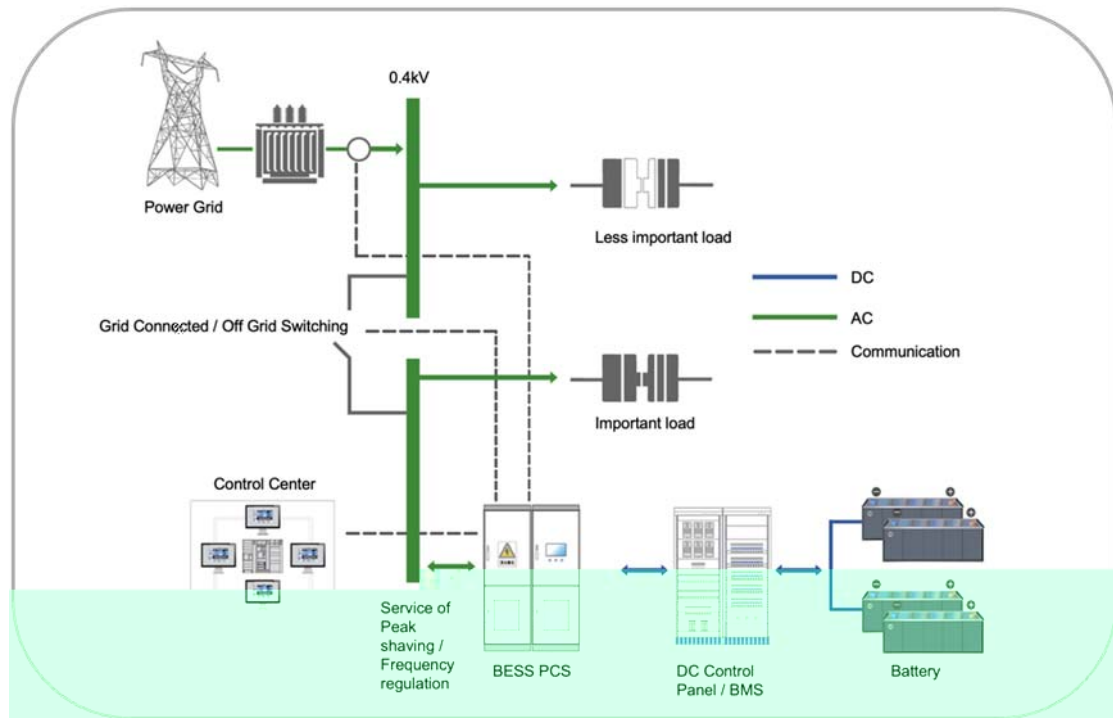 0.4kV
Power Grid
Less important load
DC
AC
Grid Connected / Off Grid Switching
Communication
Important load
Control Center
Service of
Peak
shaving /
Frequency
regulation
BESS PCS
DC Control
Panel / BMS
Battery